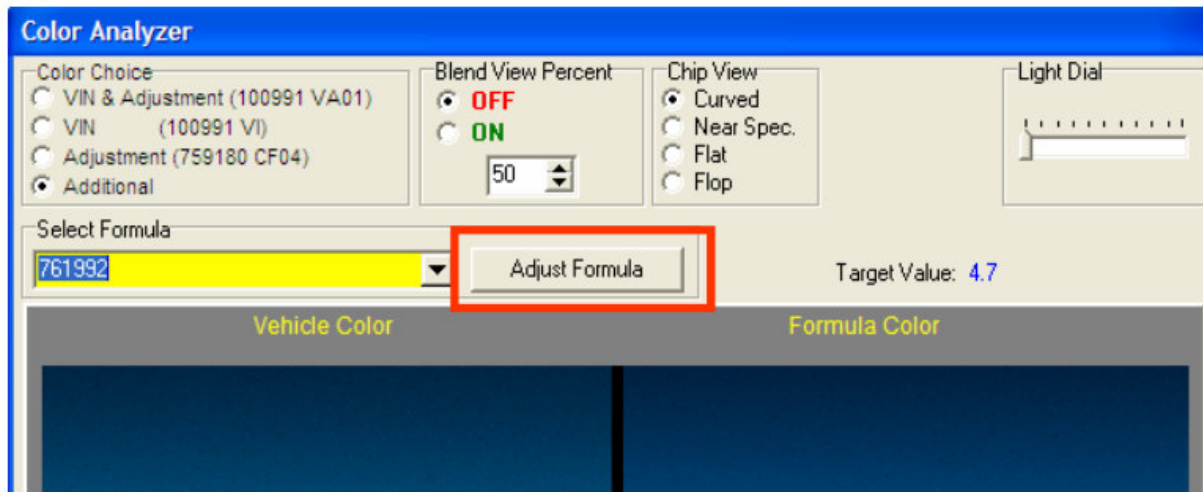 Color Analyzer
Color Choice
VIN & Adjustment (100991 VA01)
VIN (100991 VI)
Adjustment (759180 CF04)
Additional
Blend View Percent
OFF
ON
50
Chip View
Curved
Near Spec.
Flat
Flop
Light Dial
Select Formula
761992
Adjust Formula
Target Value: 4.7
Vehicle Color
Formula Color